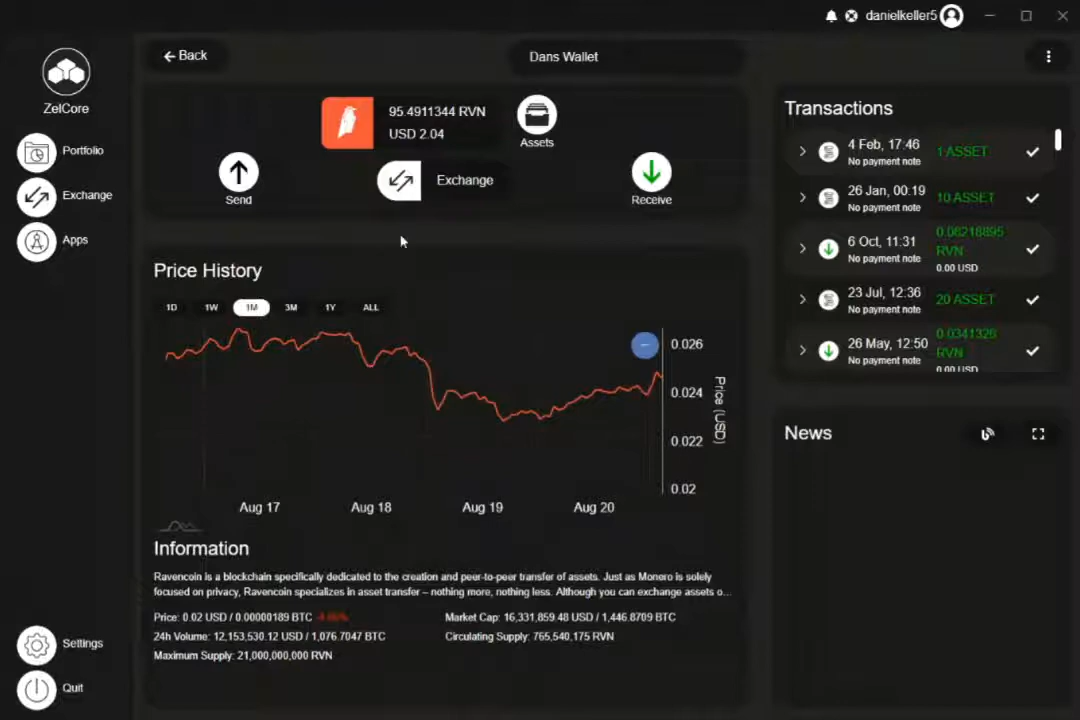 danielkeller5
ZelCore
Portfolio
Exchange
Apps
Settings
Quit
Back
Dans Wallet
95.4911344 RVN
USD 2.04
Assets
Send
Exchange
Receive
Price History
1D 1W 1M 3M 1Y ALL
0.026
0.024
0.022
0.02
Price (USD)
Aug 17 Aug 18 Aug 19 Aug 20
Information
Ravencoin is a blockchain specifically dedicated to the creation and peer-to-peer transfer of assets. Just as Monero is solely
focused on privacy, Ravencoin specializes in asset transfer – nothing more, nothing less. Although you can exchange assets o...
Price: 0.02 USD / 0.00000189 BTC
Market Cap: 16,331,859.48 USD / 1,446.8709 BTC
24h Volume: 12,153,530.12 USD / 1,076.7047 BTC
Circulating Supply: 765,540,175 RVN
Maximum Supply: 21,000,000,000 RVN
Transactions
4 Feb, 17:46
No payment note
1 ASSET
26 Jan, 00:19
No payment note
10 ASSET
6 Oct, 11:31
No payment note
0.08218895
RVN
0.00 USD
23 Jul, 12:36
No payment note
20 ASSET
26 May, 12:50
No payment note
0.0341328
RVN
0.00 USD
News